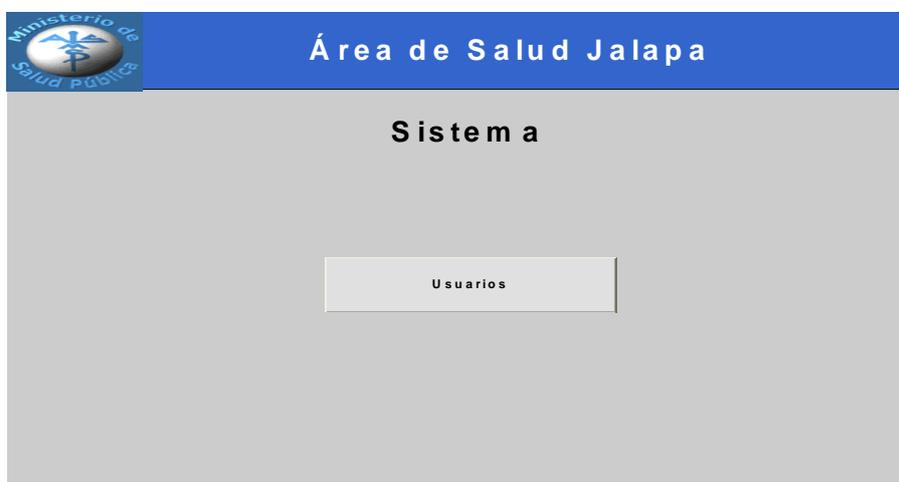 Ministerio de
Salud Pública
Área de Salud Jalapa
Sistema
Usuarios